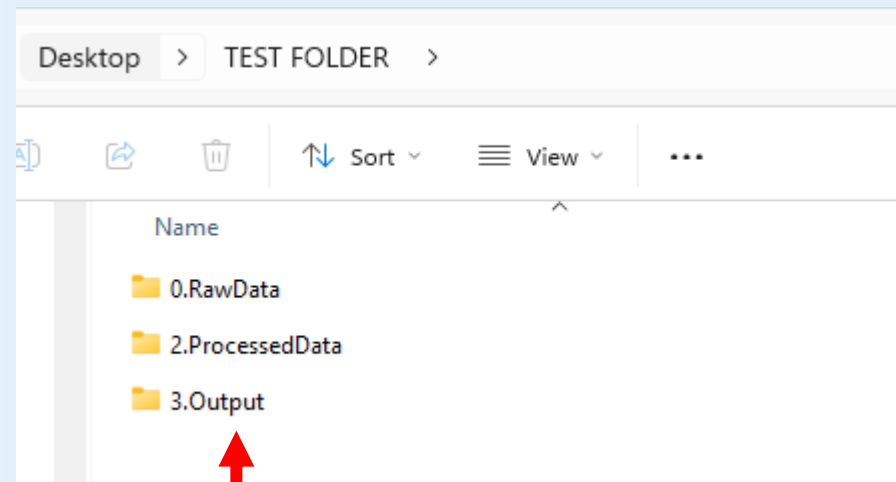 Desktop > TEST FOLDER >
Sort View ...
Name
0.RawData
2.ProcessedData
3.Output